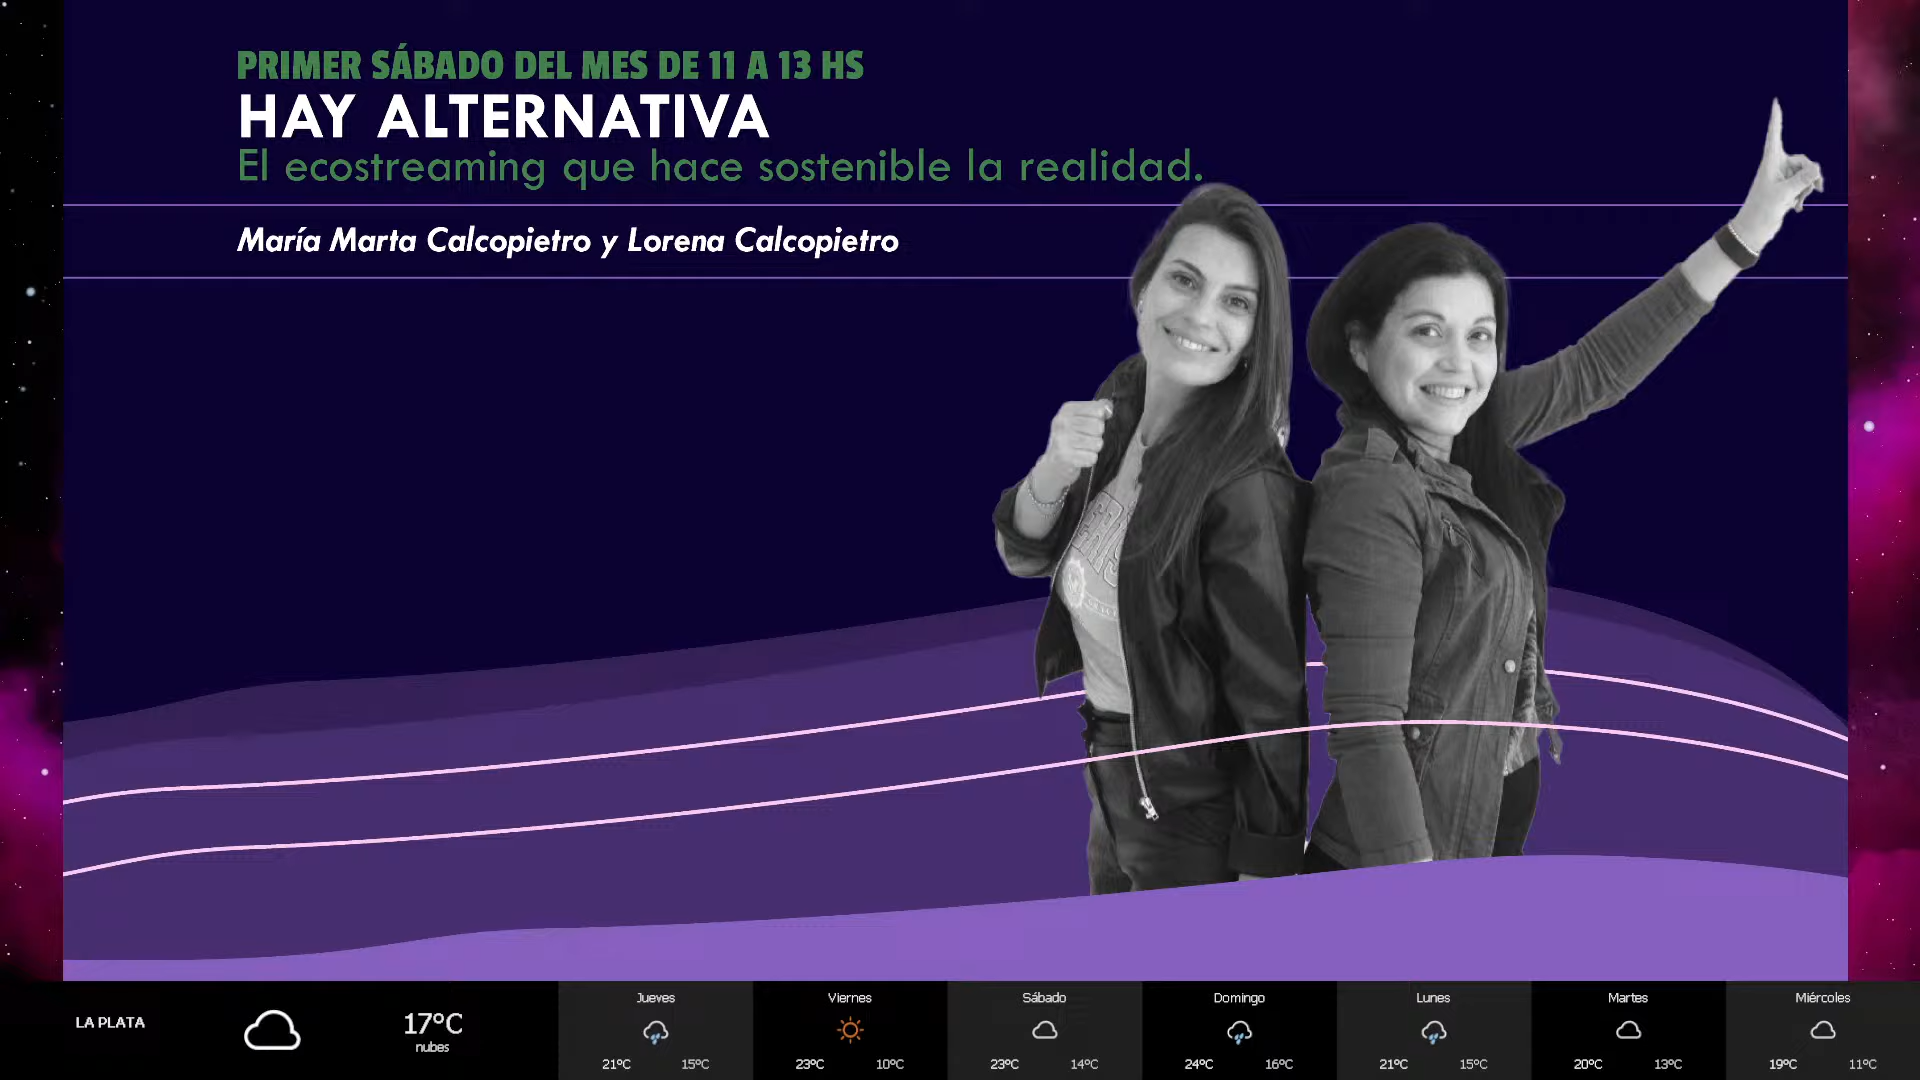 PRIMER SÁBADO DEL MES DE 11 A 13 HS
HAY ALTERNATIVA
El ecostreaming que hace sostenible la realidad.
María Marta Calcopietro y Lorena Calcopietro
LA PLATA
17°C
nubes
Jueves
21°C 15°C
Viernes
23°C 10°C
Sábado
23°C 14°C
Domingo
24°C 16°C
Lunes
21°C 15°C
Martes
20°C 13°C
Miércoles
19°C 11°C